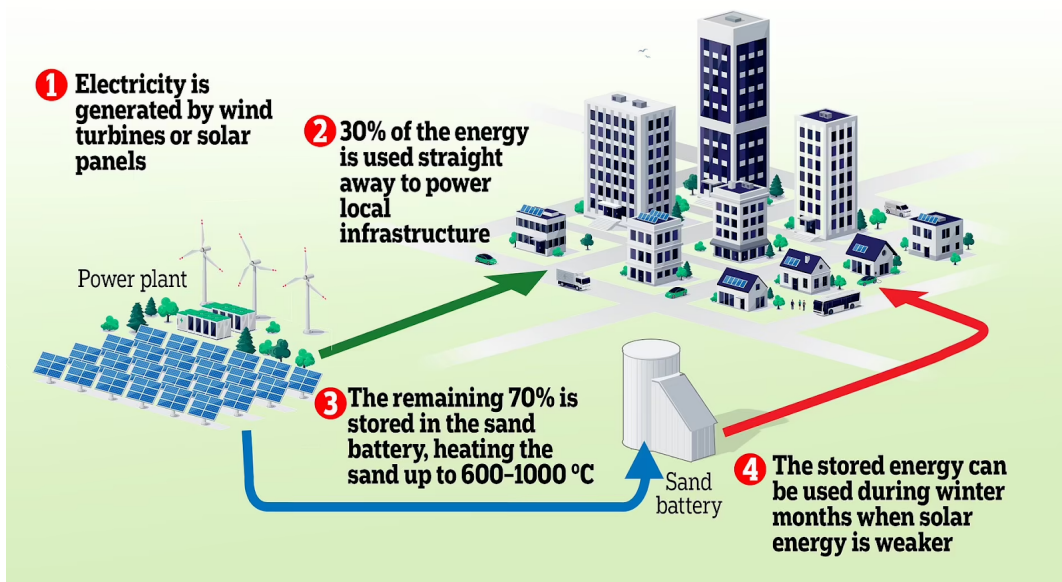 1 Electricity is
generated by wind
turbines or solar
panels
2 30% of the energy
is used straight
away to power
local
infrastructure
Power plant
3 The remaining 70% is
stored in the sand
battery, heating the
sand up to 600–1000 ºC
Sand
battery
4 The stored energy can
be used during winter
months when solar
energy is weaker